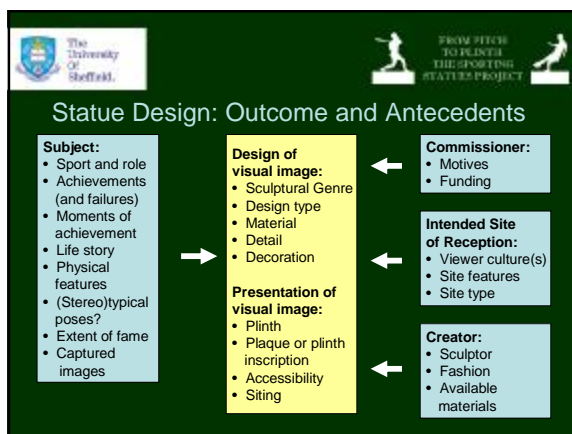 The
University
Of
Sheffield.
FROM PITCH
TO PLINTH
THE SPORTING
STATUES PROJECT
Statue Design: Outcome and Antecedents
Subject:
• Sport and role
• Achievements
(and failures)
• Moments of
achievement
• Life story
• Physical
features
• (Stereo)typical
poses?
• Extent of fame
• Captured
images
Design of
visual image:
• Sculptural Genre
• Design type
• Material
• Detail
• Decoration
Presentation of
visual image:
• Plinth
• Plaque or plinth
inscription
• Accessibility
• Siting
Commissioner:
• Motives
• Funding
Intended Site
of Reception:
• Viewer culture(s)
• Site features
• Site type
Creator:
• Sculptor
• Fashion
• Available
materials